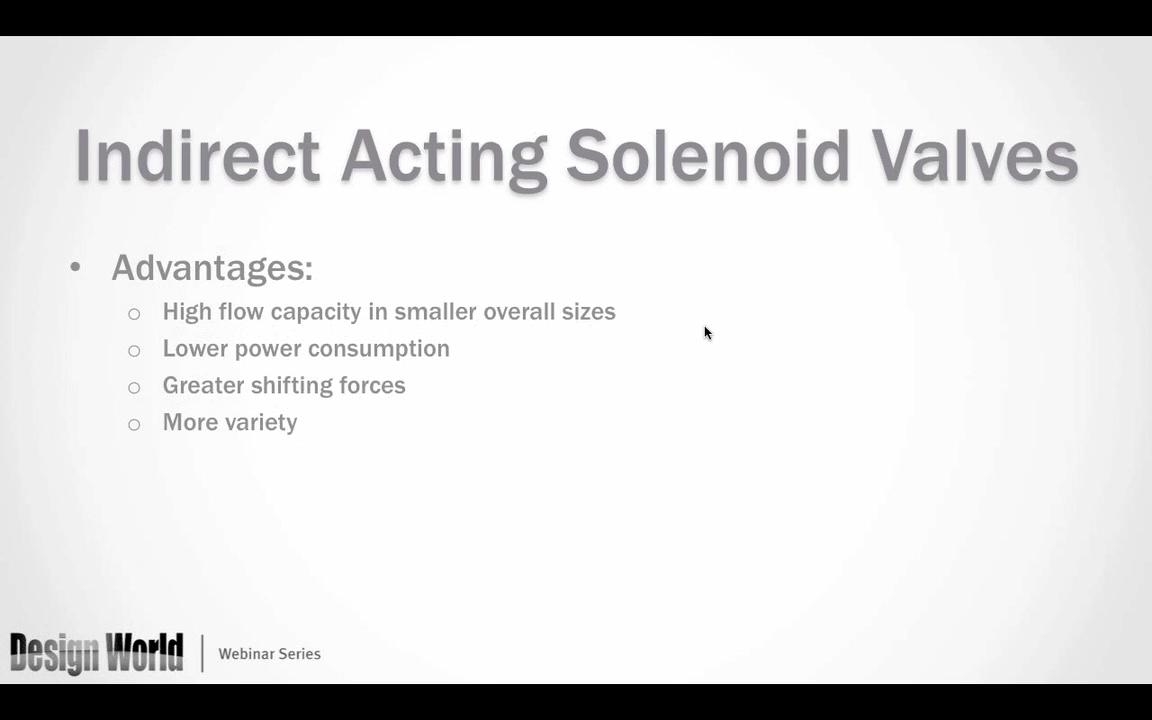 Indirect Acting Solenoid Valves
• Advantages:
o High flow capacity in smaller overall sizes
o Lower power consumption
o Greater shifting forces
o More variety
Design World | Webinar Series